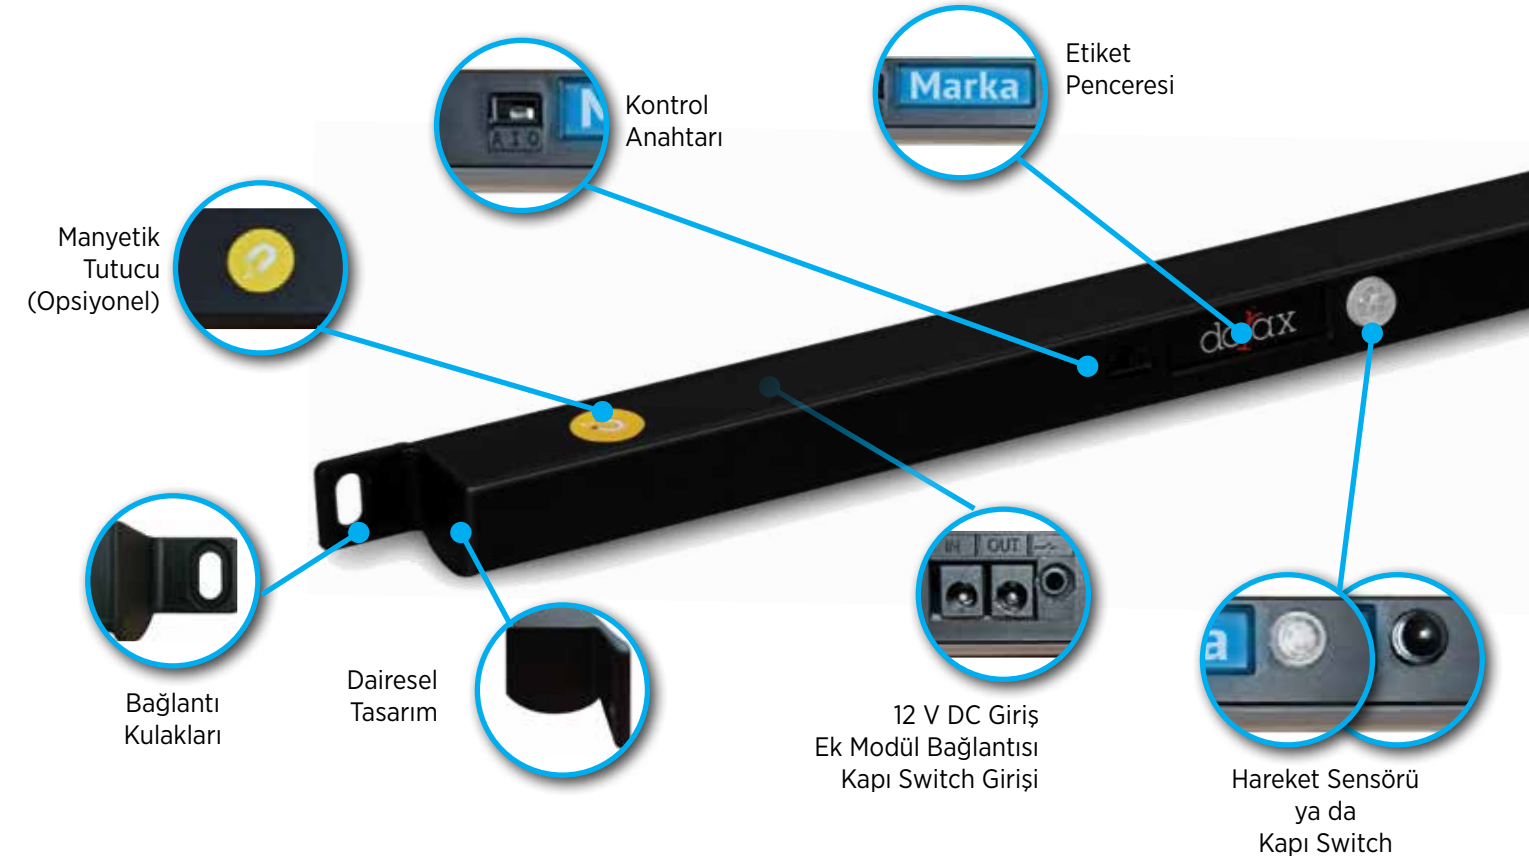 Etiket
Penceresi
Marka
Kontrol
Anahtarı
A I O
Manyetik
Tutucu
(Opsiyonel)
dorax
IN OUT
Bağlantı
Kulakları
Dairesel
Tasarım
12 V DC Giriş
Ek Modül Bağlantısı
Kapı Switch Girişi
a
Hareket Sensörü
ya da
Kapı Switch